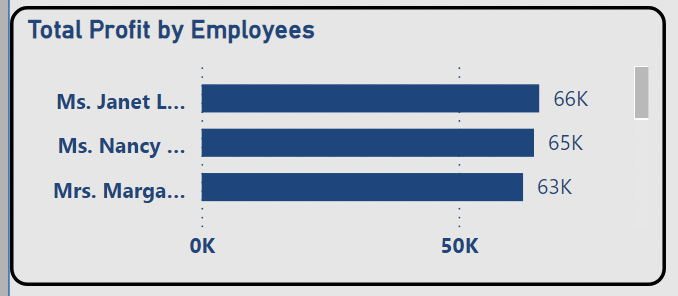 Total Profit by Employees
Ms. Janet L... 66K
Ms. Nancy ... 65K
Mrs. Marga... 63K
0K 50K